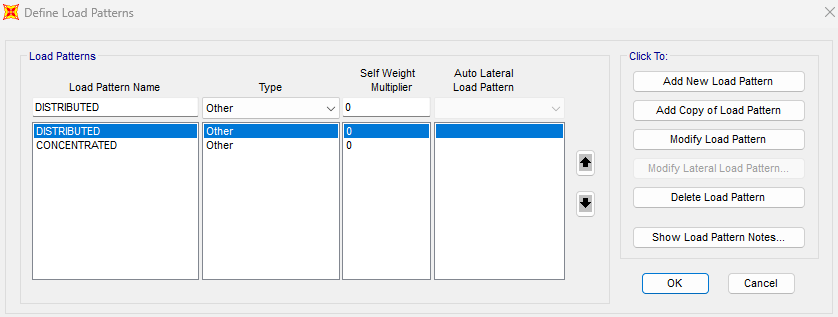 Define Load Patterns
Load Patterns
Load Pattern Name
Type
Self Weight
Multiplier
Auto Lateral
Load Pattern
DISTRIBUTED
Other
0
DISTRIBUTED
Other
0
CONCENTRATED
Other
0
Click To:
Add New Load Pattern
Add Copy of Load Pattern
Modify Load Pattern
Modify Lateral Load Pattern...
Delete Load Pattern
Show Load Pattern Notes...
OK
Cancel